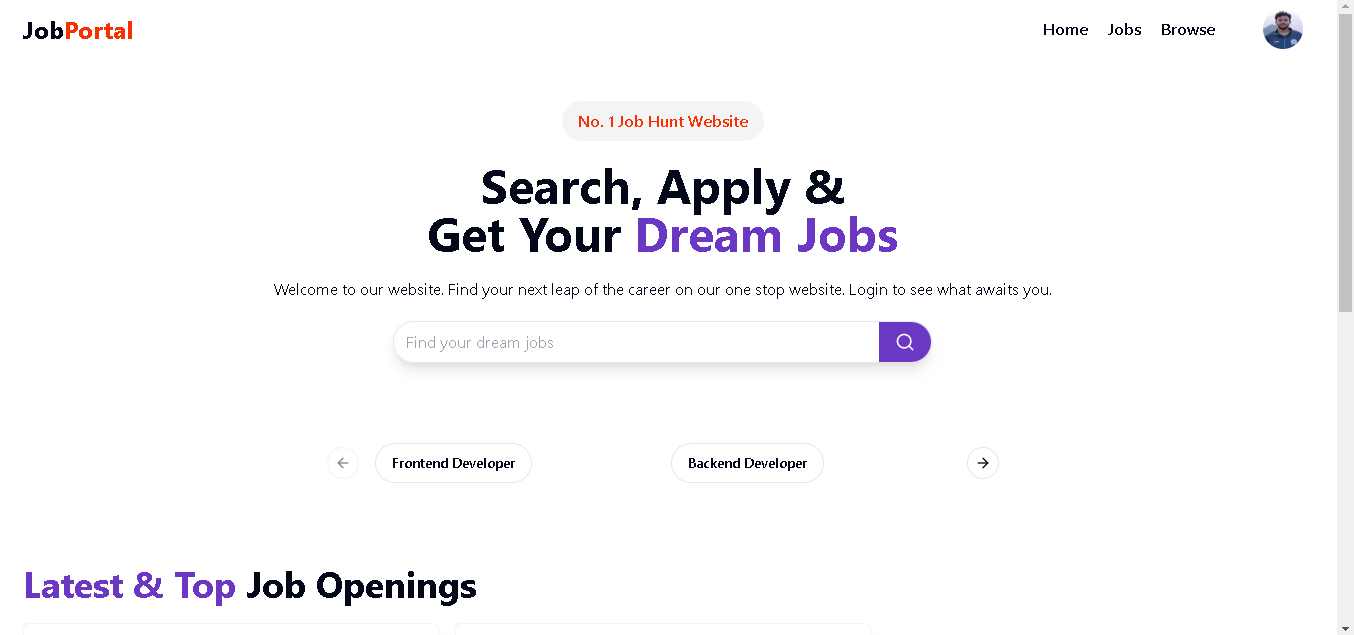 JobPortal
Home Jobs Browse
No. 1 Job Hunt Website
Search, Apply &
Get Your Dream Jobs
Welcome to our website. Find your next leap of the career on our one stop website. Login to see what awaits you.
Find your dream jobs
Frontend Developer
Backend Developer
Latest & Top Job Openings